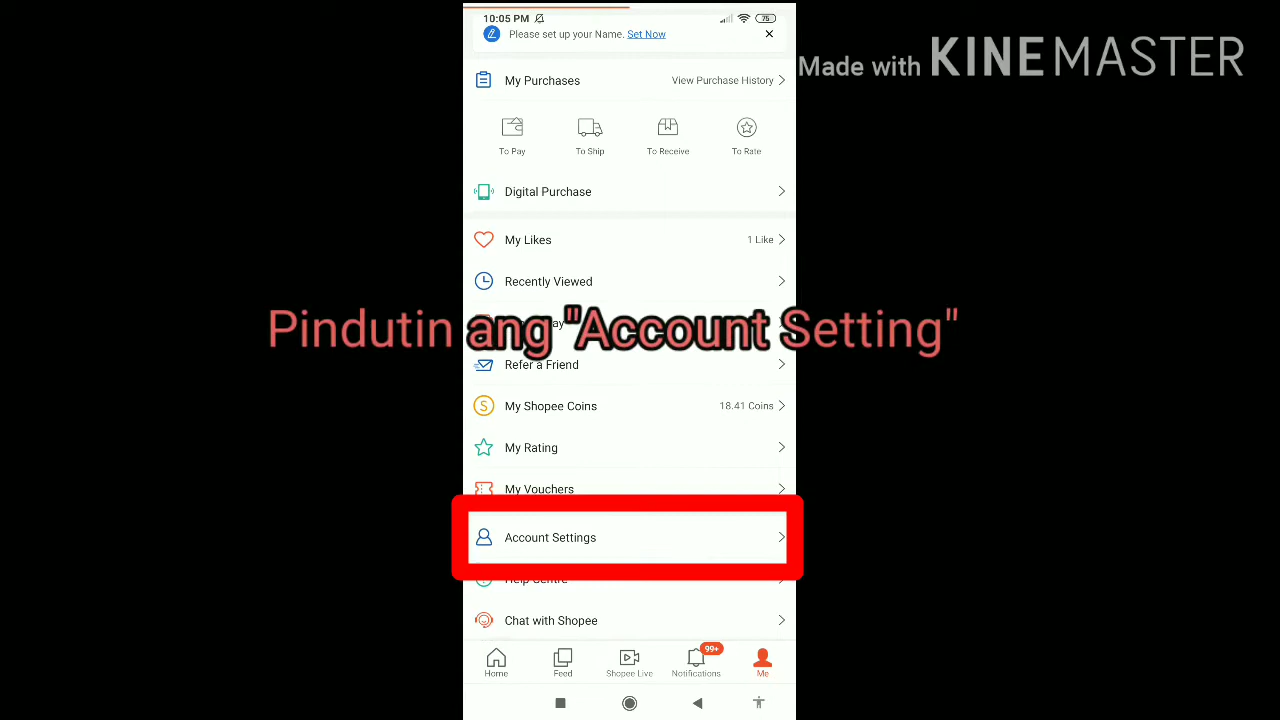 10:05 PM
75
Please set up your Name. Set Now
Made with KINEMASTER
My Purchases
View Purchase History
To Pay
To Ship
To Receive
To Rate
Digital Purchase
My Likes
1 Like
Recently Viewed
Pindutin ang "Account Setting"
Refer a Friend
My Shopee Coins
18.41 Coins
My Rating
My Vouchers
Account Settings
Help Centre
Chat with Shopee
99+
Home
Feed
Shopee Live
Notifications
Me